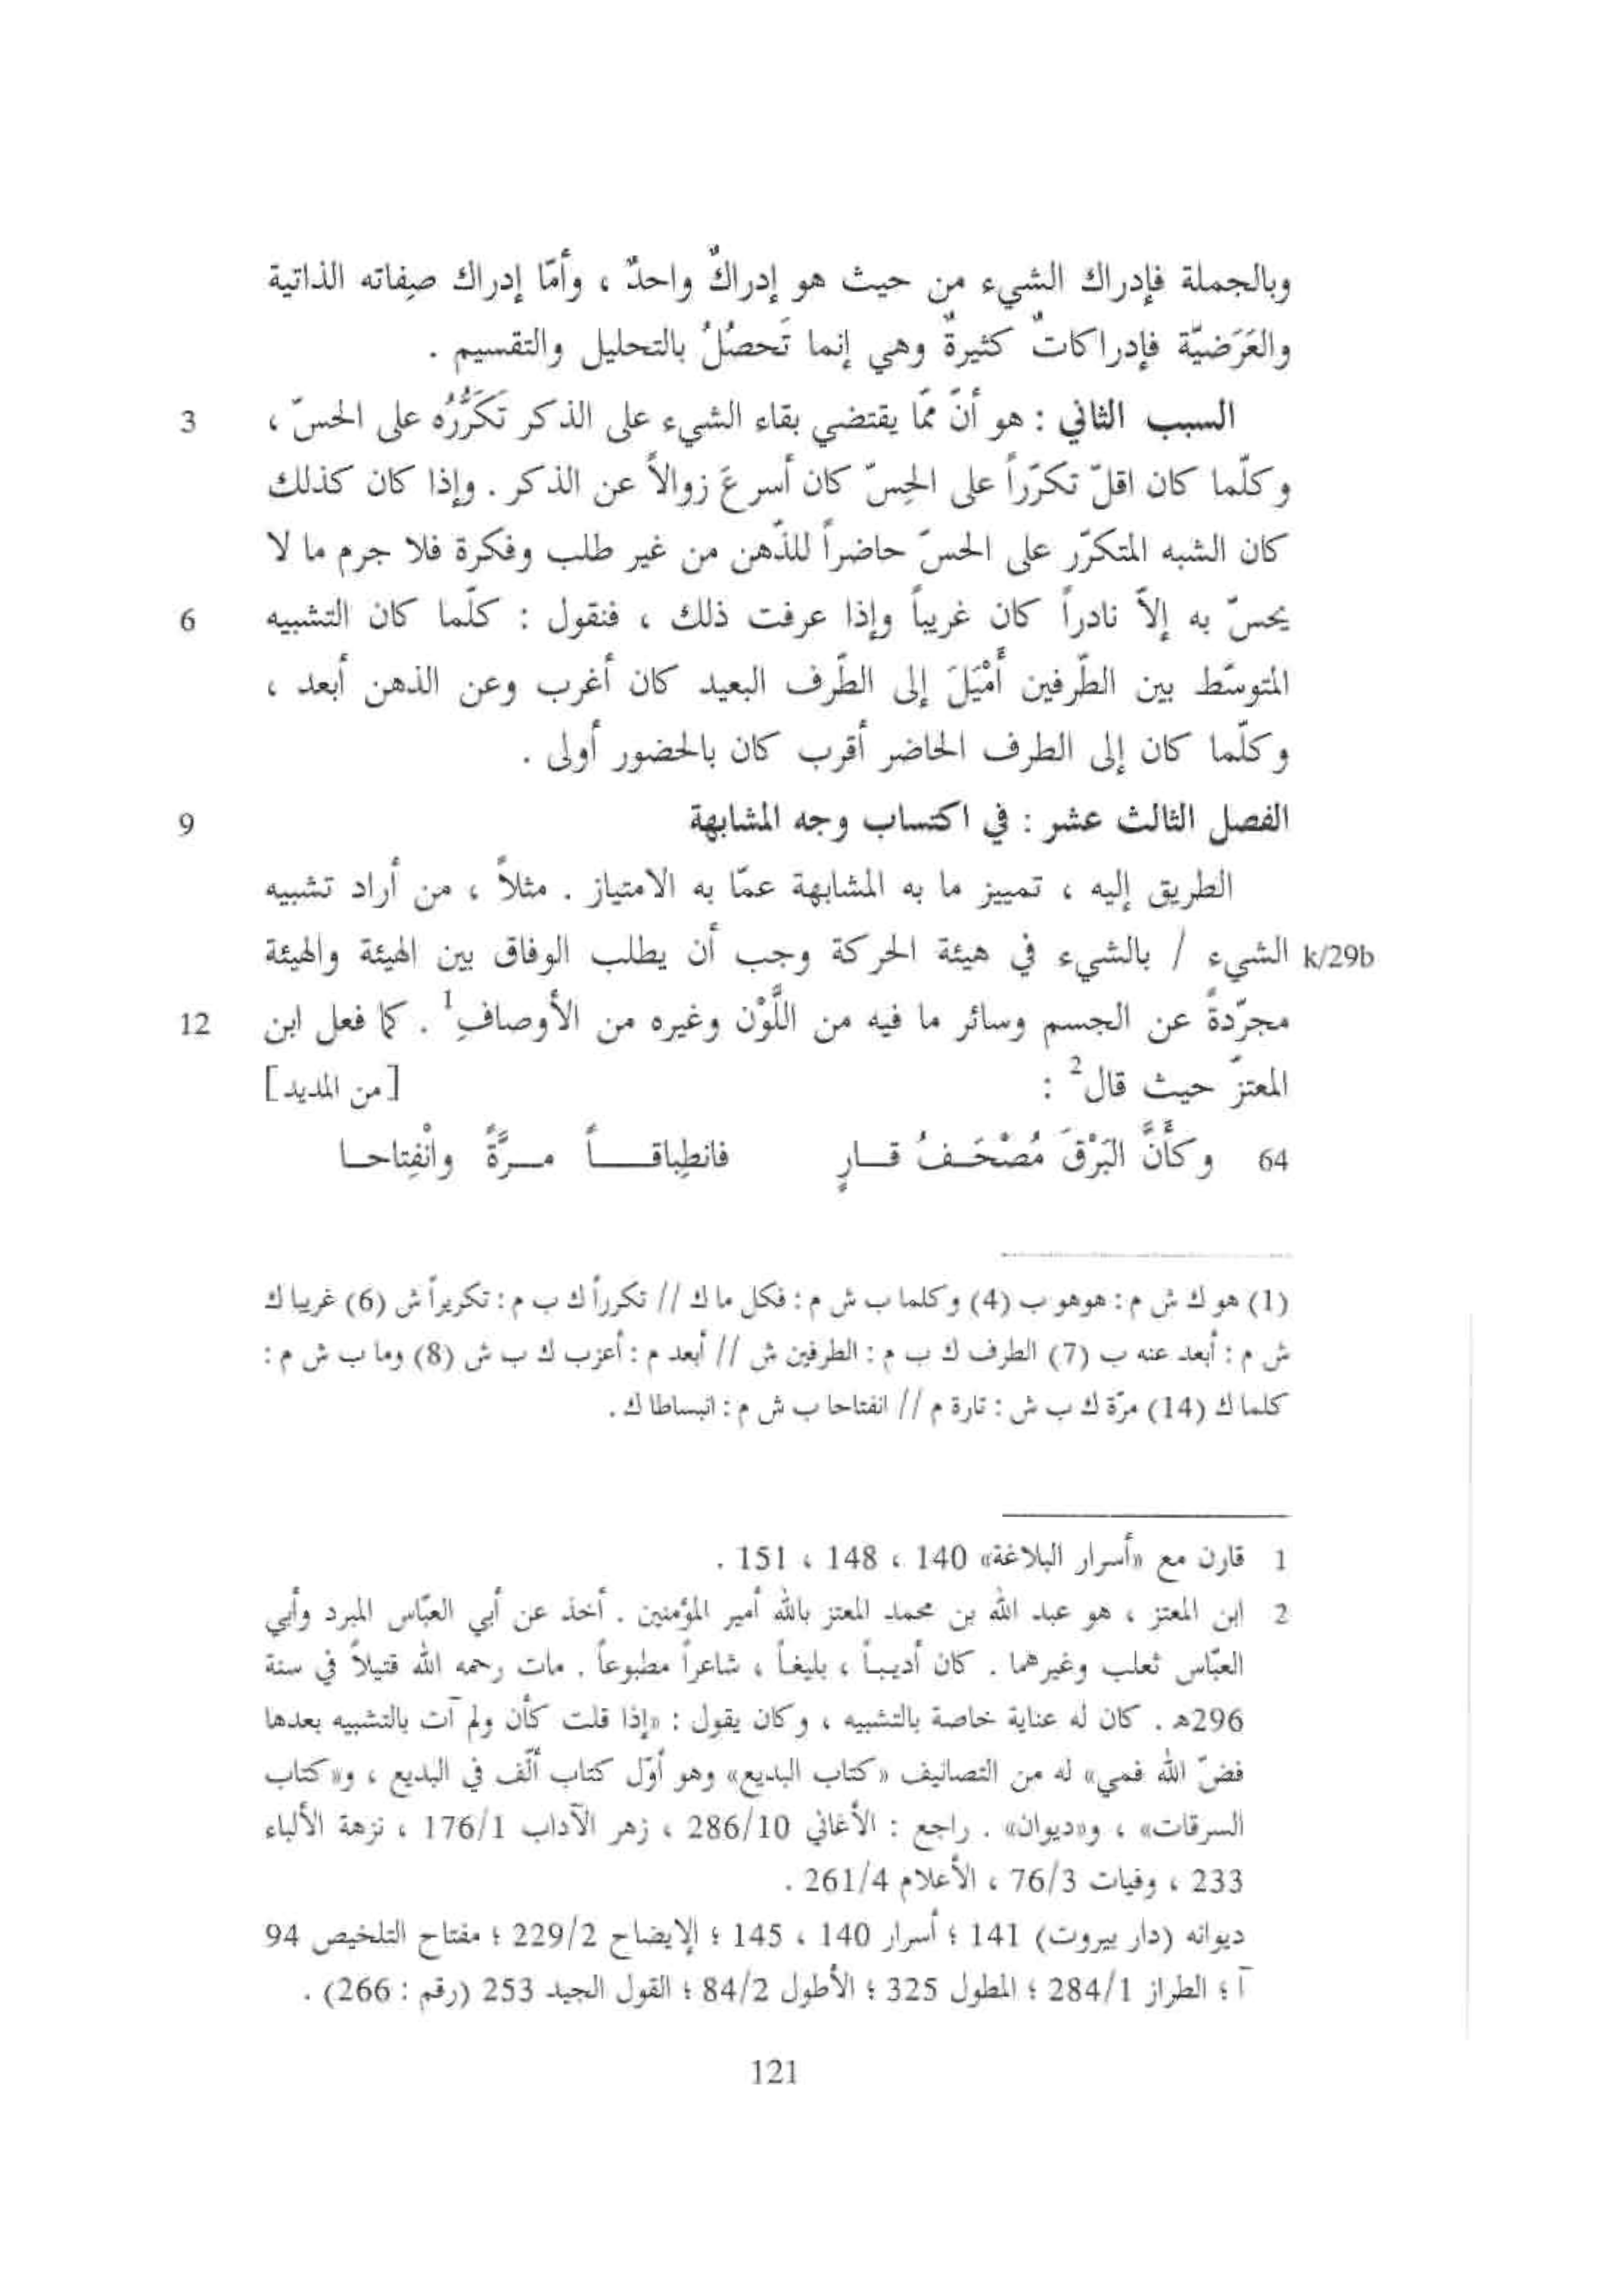 وبالجملة فإدراك الشيء من حيث هو إدراكٌ واحدٌ ، وأمّا إدراك صِفاته الذاتية
والعَرَضيّة فإدراكاتٌ كثيرةٌ وهي إنما تَحصُلُ بالتحليل والتقسيم .
السبب الثاني : هو أنّ ممّا يقتضي بقاء الشيء على الذكر تَكَرُّرُه على الحسّ ، 3
وكلّما كان اقلّ تكرّراً على الحِسّ كان أسرعَ زوالاً عن الذكر . وإذا كان كذلك
كان الشبه المتكرّر على الحسّ حاضراً للذّهن من غير طلب وفكرة فلا جرم ما لا
يحسّ به إلاّ نادراً كان غريباً وإذا عرفت ذلك ، فنقول : كلّما كان التشبيه 6
المتوسّط بين الطّرفين أَمْيَلَ إلى الطّرف البعيد كان أغرب وعن الذهن أبعد ،
وكلّما كان إلى الطرف الحاضر أقرب كان بالحضور أولى .
الفصل الثالث عشر : في اكتساب وجه المشابهة 9
الطريق إليه ، تمييز ما به المشابهة عمّا به الامتياز . مثلاً ، من أراد تشبيه
k/29b الشيء / بالشيء في هيئة الحركة وجب أن يطلب الوفاق بين الهيئة والهيئة
مجرّدةً عن الجسم وسائر ما فيه من اللَّوْن وغيره من الأوصافِ1 . كما فعل ابن 12
المعتزّ حيث قال2 : [من المديد]
64 وكأَنَّ البَرْقَ مُصْحَفُ قارٍ فانطِباقاً مرَّةً وانْفِتاحا
(1) هو ك ش م : هوهو ب (4) وكلما ب ش م : فكل ما ك // تكرراً ك ب م : تكريراً ش (6) غريبا ك
ش م : أبعد عنه ب (7) الطرف ك ب م : الطرفين ش // أبعد م : أعزب ك ب ش (8) وما ب ش م :
كلما ك (14) مرّة ك ب ش : تارة م // انفتاحا ب ش م : انبساطا ك .
1 قارن مع «أسرار البلاغة» 140 ، 148 ، 151 .
2 ابن المعتز ، هو عبد الله بن محمد المعتز بالله أمير المؤمنين . أخذ عن أبي العبّاس المبرد وأبي
العبّاس ثعلب وغيرهما . كان أديباً ، بليغاً ، شاعراً مطبوعاً . مات رحمه الله قتيلاً في سنة
296هـ . كان له عناية خاصة بالتشبيه ، وكان يقول : «إذا قلت كأن ولم آت بالتشبيه بعدها
فضّ الله فمي» له من التصانيف «كتاب البديع» وهو أوّل كتاب ألّف في البديع ، و«كتاب
السرقات» ، و«ديوان» . راجع : الأغاني 286/10 ، زهر الآداب 176/1 ، نزهة الألباء
233 ، وفيات 76/3 ، الأعلام 261/4 .
ديوانه (دار بيروت) 141 ؛ أسرار 140 ، 145 ؛ الإيضاح 229/2 ؛ مفتاح التلخيص 94
آ ؛ الطراز 284/1 ؛ المطول 325 ؛ الأطول 84/2 ؛ القول الجيد 253 (رقم : 266) .
121